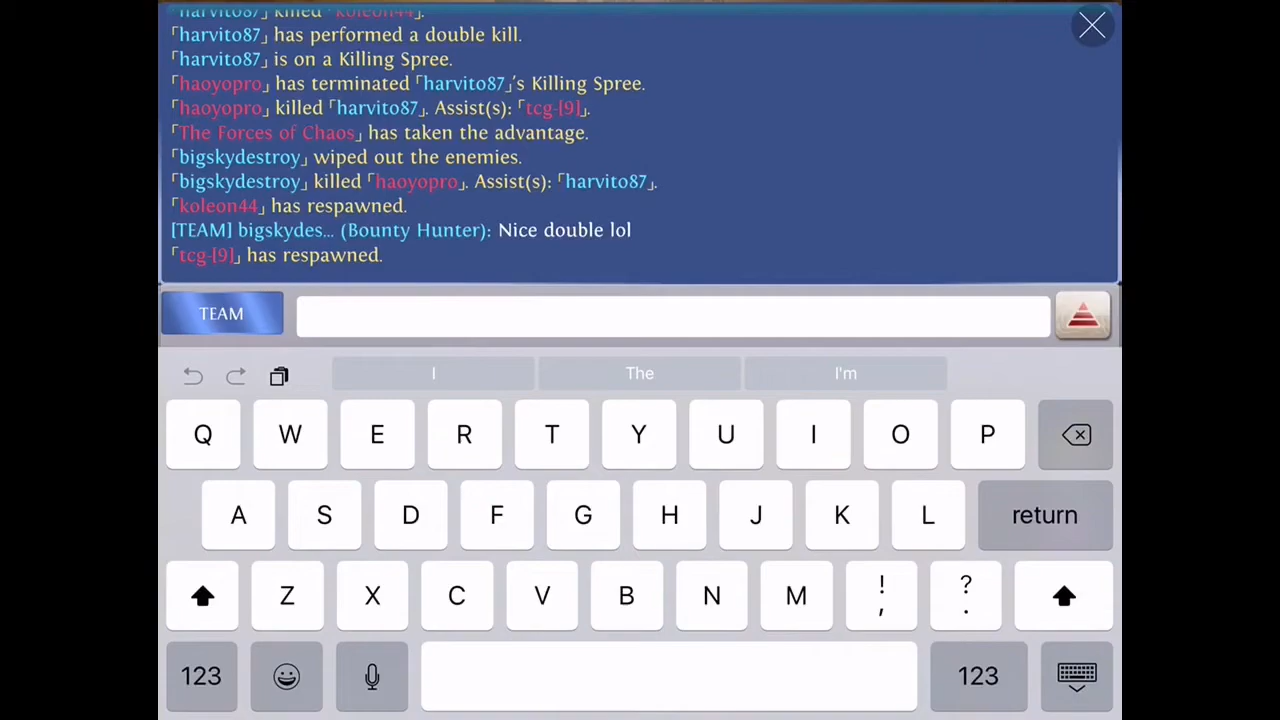 「harvito87」 killed 「koleon44」.
「harvito87」 has performed a double kill.
「harvito87」 is on a Killing Spree.
「haoyopro」 has terminated 「harvito87」's Killing Spree.
「haoyopro」 killed 「harvito87」. Assist(s): 「tcg-[9]」.
「The Forces of Chaos」 has taken the advantage.
「bigskydestroy」 wiped out the enemies.
「bigskydestroy」 killed 「haoyopro」. Assist(s): 「harvito87」.
「koleon44」 has respawned.
[TEAM] bigskydes... (Bounty Hunter): Nice double lol
「tcg-[9]」 has respawned.
TEAM
I The I'm
Q W E R T Y U I O P
A S D F G H J K L return
Z X C V B N M ! , ? .
123 123